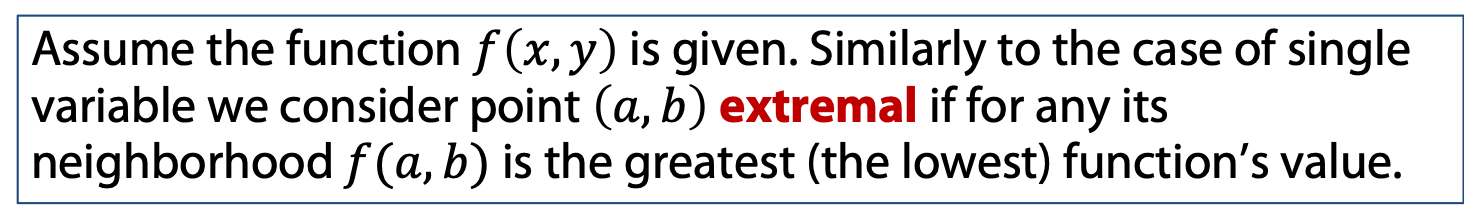 Assume the function f(x, y) is given. Similarly to the case of single
variable we consider point (a, b) extremal if for any its
neighborhood f(a, b) is the greatest (the lowest) function’s value.